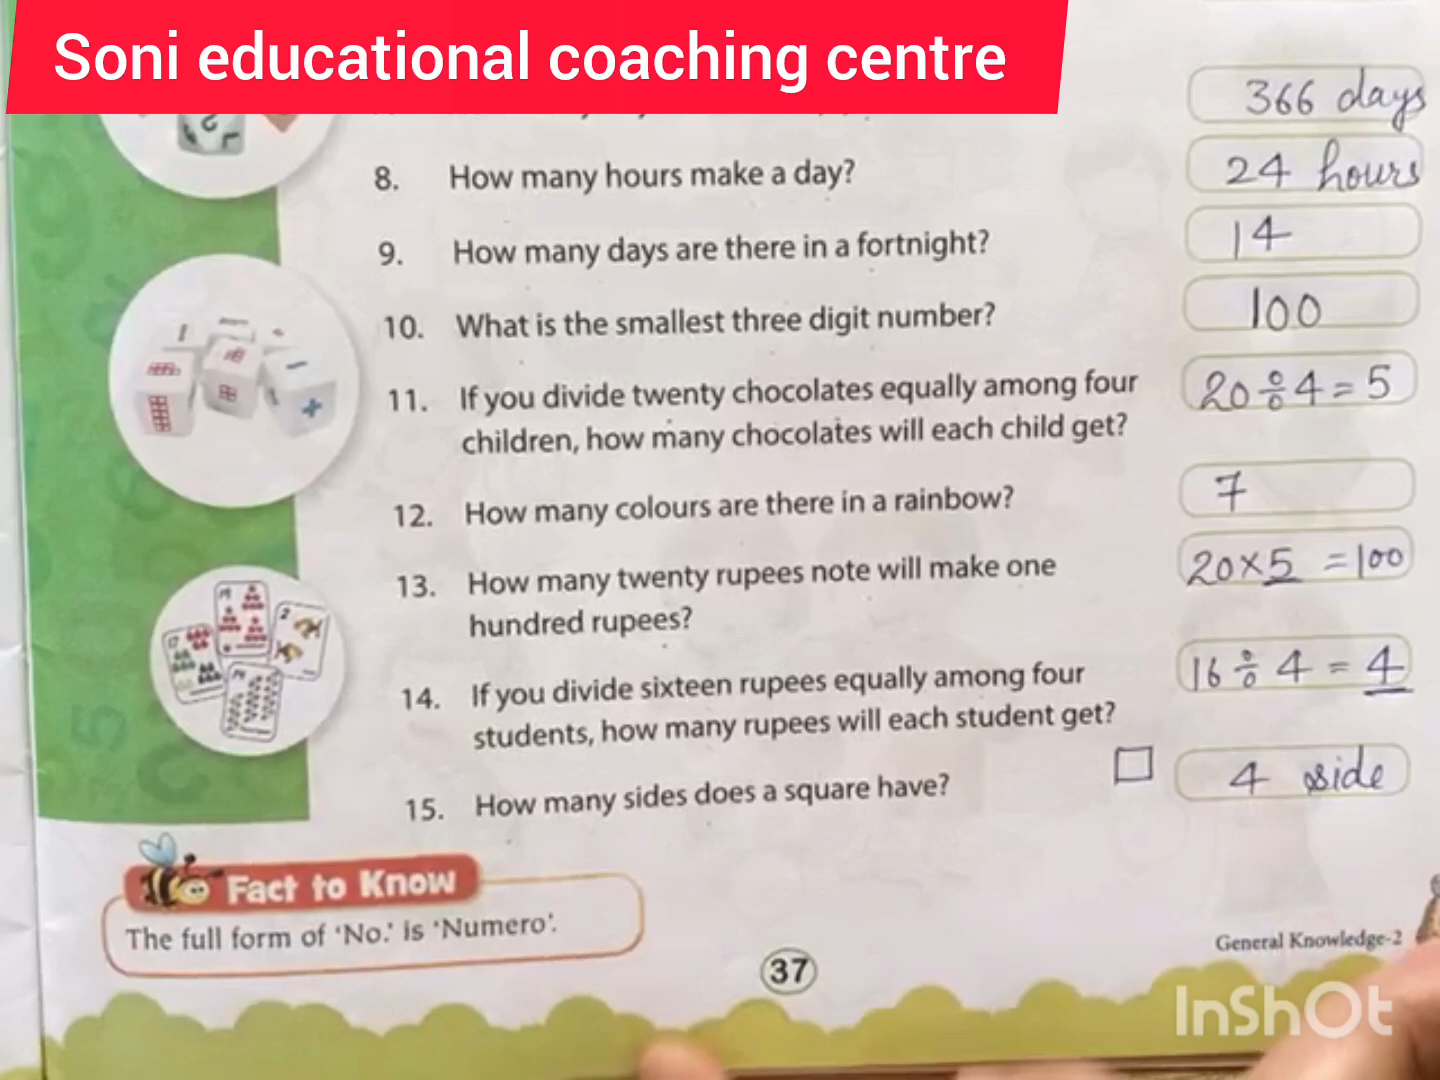 Soni educational coaching centre
366 days
8. How many hours make a day? 24 hours
9. How many days are there in a fortnight? 14
10. What is the smallest three digit number? 100
11. If you divide twenty chocolates equally among four 20÷4=5
children, how many chocolates will each child get?
12. How many colours are there in a rainbow? 7
13. How many twenty rupees note will make one 20×5 =100
hundred rupees?
14. If you divide sixteen rupees equally among four 16÷4=4
students, how many rupees will each student get?
15. How many sides does a square have? 4 side
Fact to Know
The full form of 'No.' is 'Numero'.
General Knowledge-2
37
InShOt